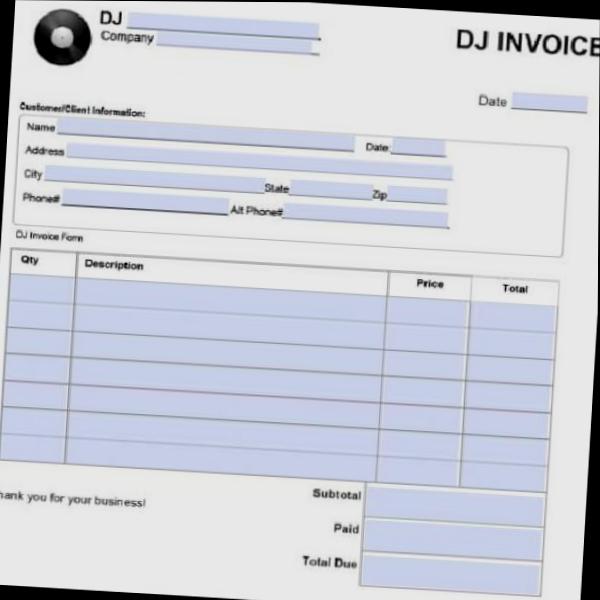 DJ
DJ INVOICE
Company
Date
Customer/Client Information:
Name Date
Address
City State Zip
Phone# Alt Phone#
DJ Invoice Form
Qty Description Price Total
Subtotal
hank you for your business!
Paid
Total Due